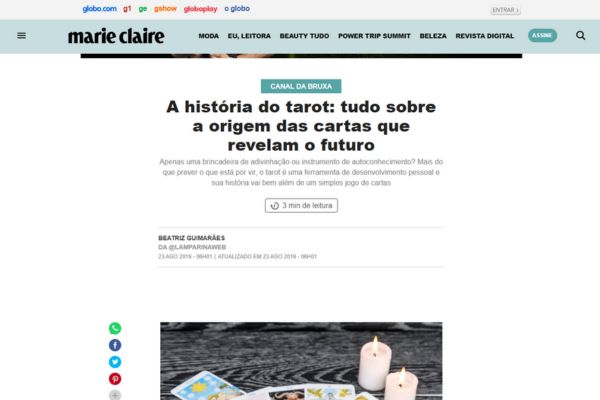 globo.com g1 ge gshow globoplay o globo ENTRAR ›
marie claire MODA EU, LEITORA BEAUTY TUDO POWER TRIP SUMMIT BELEZA REVISTA DIGITAL ASSINE
CANAL DA BRUXA
A história do tarot: tudo sobre
a origem das cartas que
revelam o futuro
Apenas uma brincadeira de adivinhação ou instrumento de autoconhecimento? Mais do
que prever o que está por vir, o tarot é uma ferramenta de desenvolvimento pessoal e
sua história vai bem além de um simples jogo de cartas
3 min de leitura
BEATRIZ GUIMARÃES
DA @LAMPARINAWEB
23 AGO 2019 - 06H01 | ATUALIZADO EM 23 AGO 2019 - 06H01